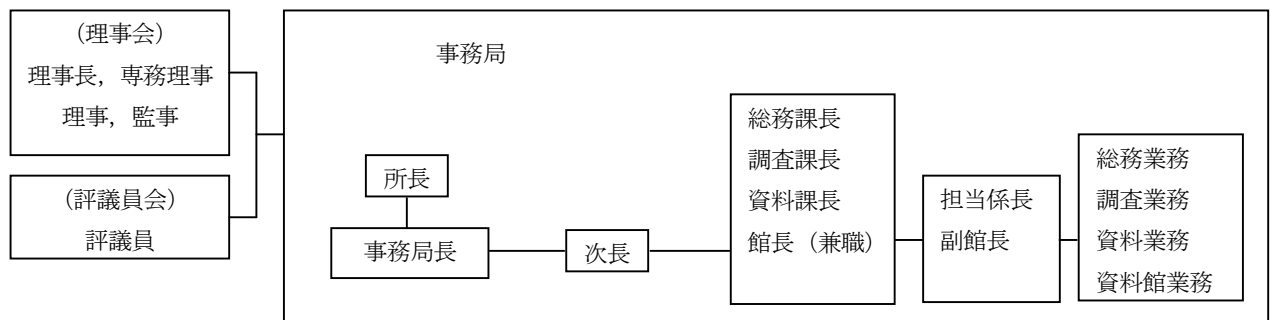 (理事会)
理事長，専務理事
理事，監事
(評議員会)
評議員
事務局
所長
事務局長
次長
総務課長
調査課長
資料課長
館長（兼職）
担当係長
副館長
総務業務
調査業務
資料業務
資料館業務